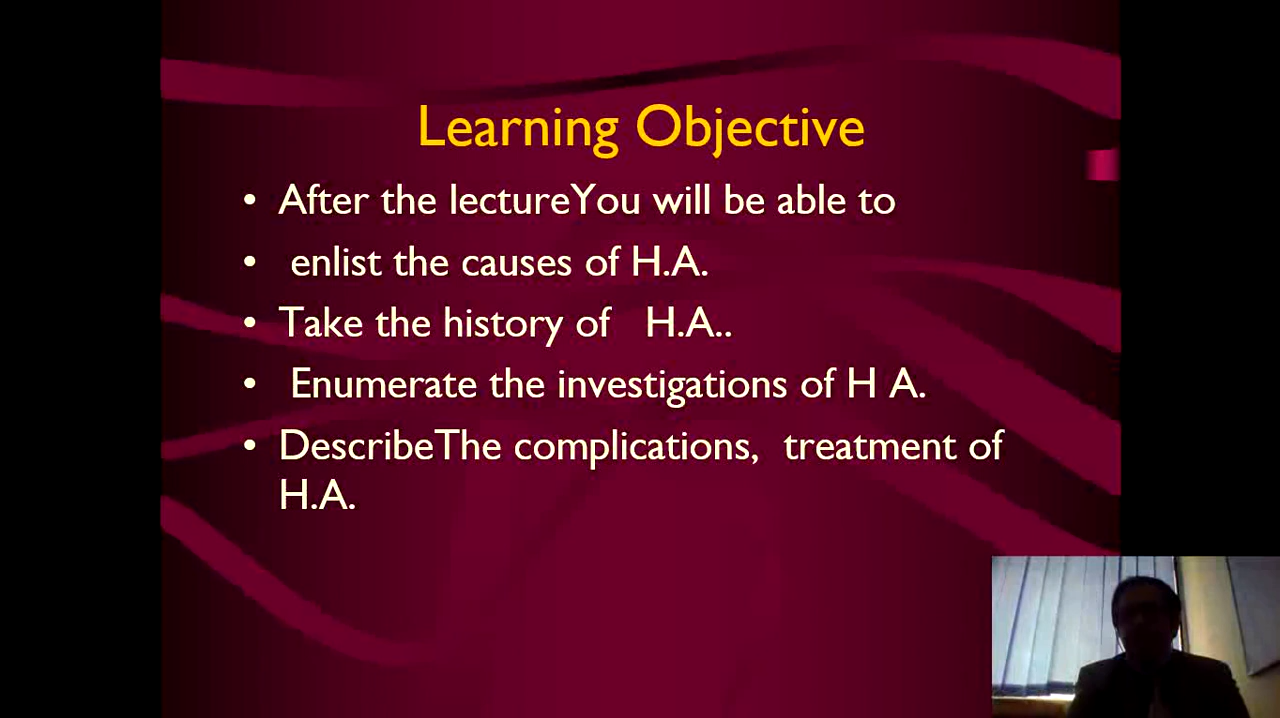 Learning Objective
• After the lectureYou will be able to
• enlist the causes of H.A.
• Take the history of H.A..
• Enumerate the investigations of H A.
• DescribeThe complications, treatment of
H.A.